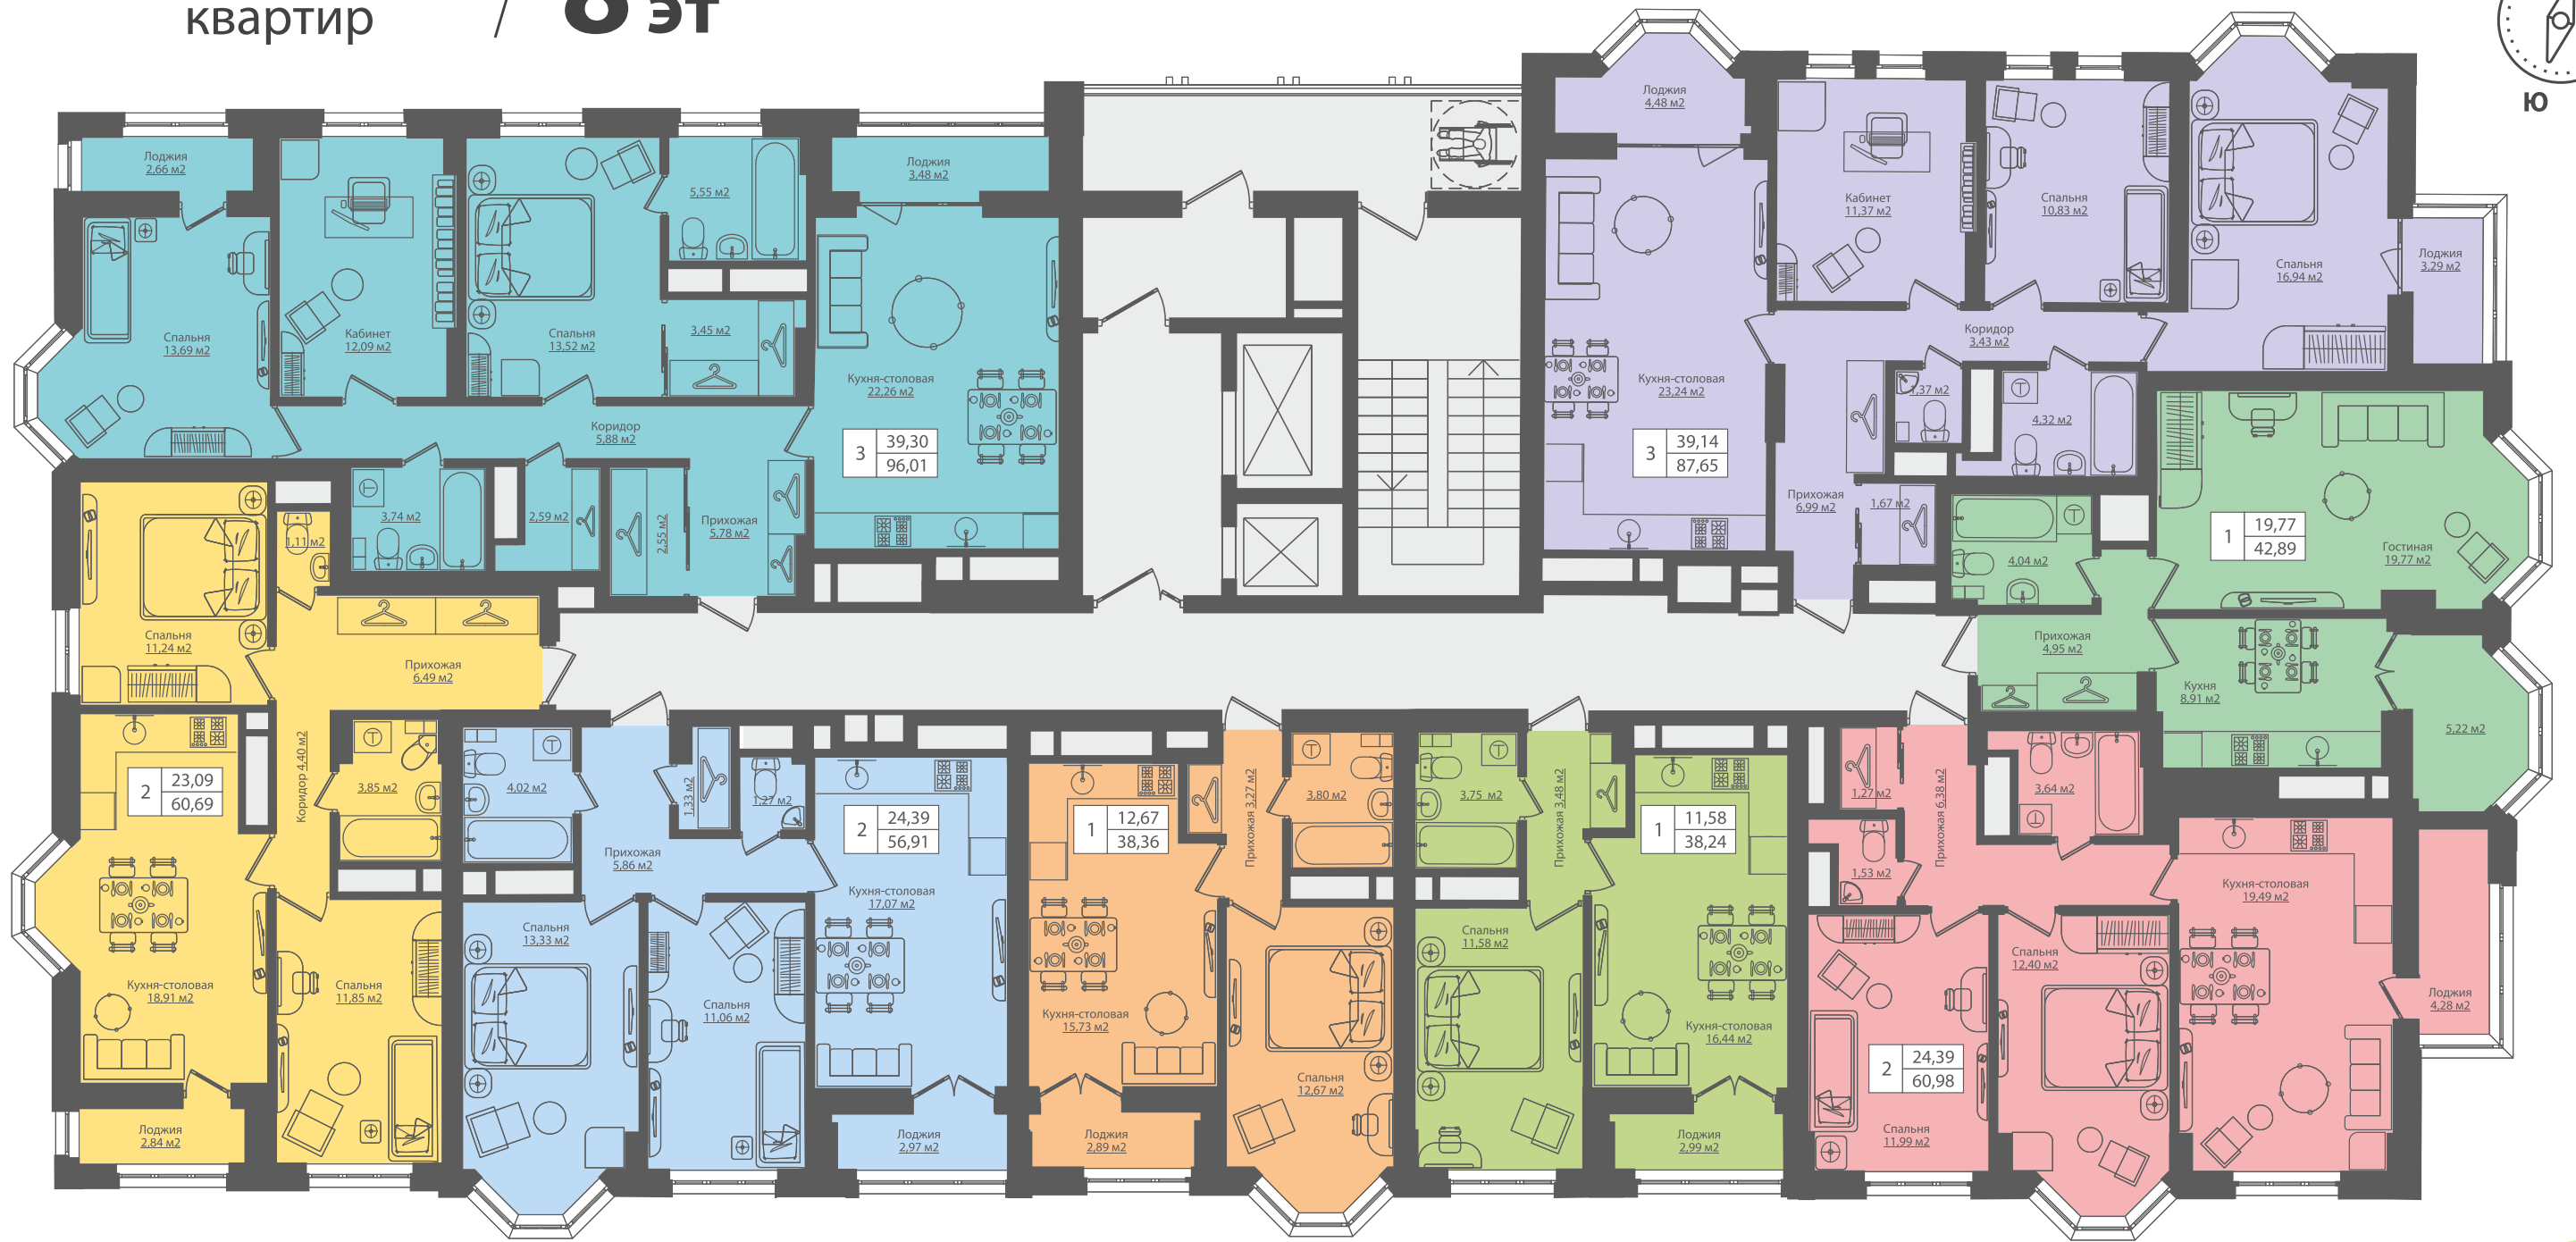 квартир / 8 эт
Ю
Лоджия
2,66 м2
Спальня
13,69 м2
Кабинет
12,09 м2
Спальня
13,52 м2
5,55 м2
3,45 м2
Лоджия
3,48 м2
Кухня-столовая
22,26 м2
3
39,30
96,01
Коридор
5,88 м2
3,74 м2
2,59 м2
2,55 м2
Прихожая
5,78 м2
Лоджия
4,48 м2
Кухня-столовая
23,24 м2
3
39,14
87,65
Кабинет
11,37 м2
Спальня
10,83 м2
Спальня
16,94 м2
Лоджия
3,29 м2
Коридор
3,43 м2
1,37 м2
4,32 м2
Прихожая
6,99 м2
1,67 м2
1
19,77
42,89
Гостиная
19,77 м2
4,04 м2
Прихожая
4,95 м2
Кухня
8,91 м2
5,22 м2
Спальня
11,24 м2
1,11 м2
Прихожая
6,49 м2
Коридор 4,40 м2
3,85 м2
2
23,09
60,69
Кухня-столовая
18,91 м2
Спальня
11,85 м2
Лоджия
2,84 м2
4,02 м2
Прихожая
5,86 м2
1,33 м2
1,27 м2
2
24,39
56,91
Кухня-столовая
17,07 м2
Спальня
13,33 м2
Спальня
11,06 м2
Лоджия
2,97 м2
1
12,67
38,36
Прихожая 3,27 м2
3,80 м2
Кухня-столовая
15,73 м2
Спальня
12,67 м2
Лоджия
2,89 м2
3,75 м2
Прихожая 3,48 м2
1
11,58
38,24
Спальня
11,58 м2
Кухня-столовая
16,44 м2
Лоджия
2,99 м2
1,27 м2
Прихожая 6,38 м2
3,64 м2
1,53 м2
Кухня-столовая
19,49 м2
Спальня
12,40 м2
2
24,39
60,98
Спальня
11,99 м2
Лоджия
4,28 м2